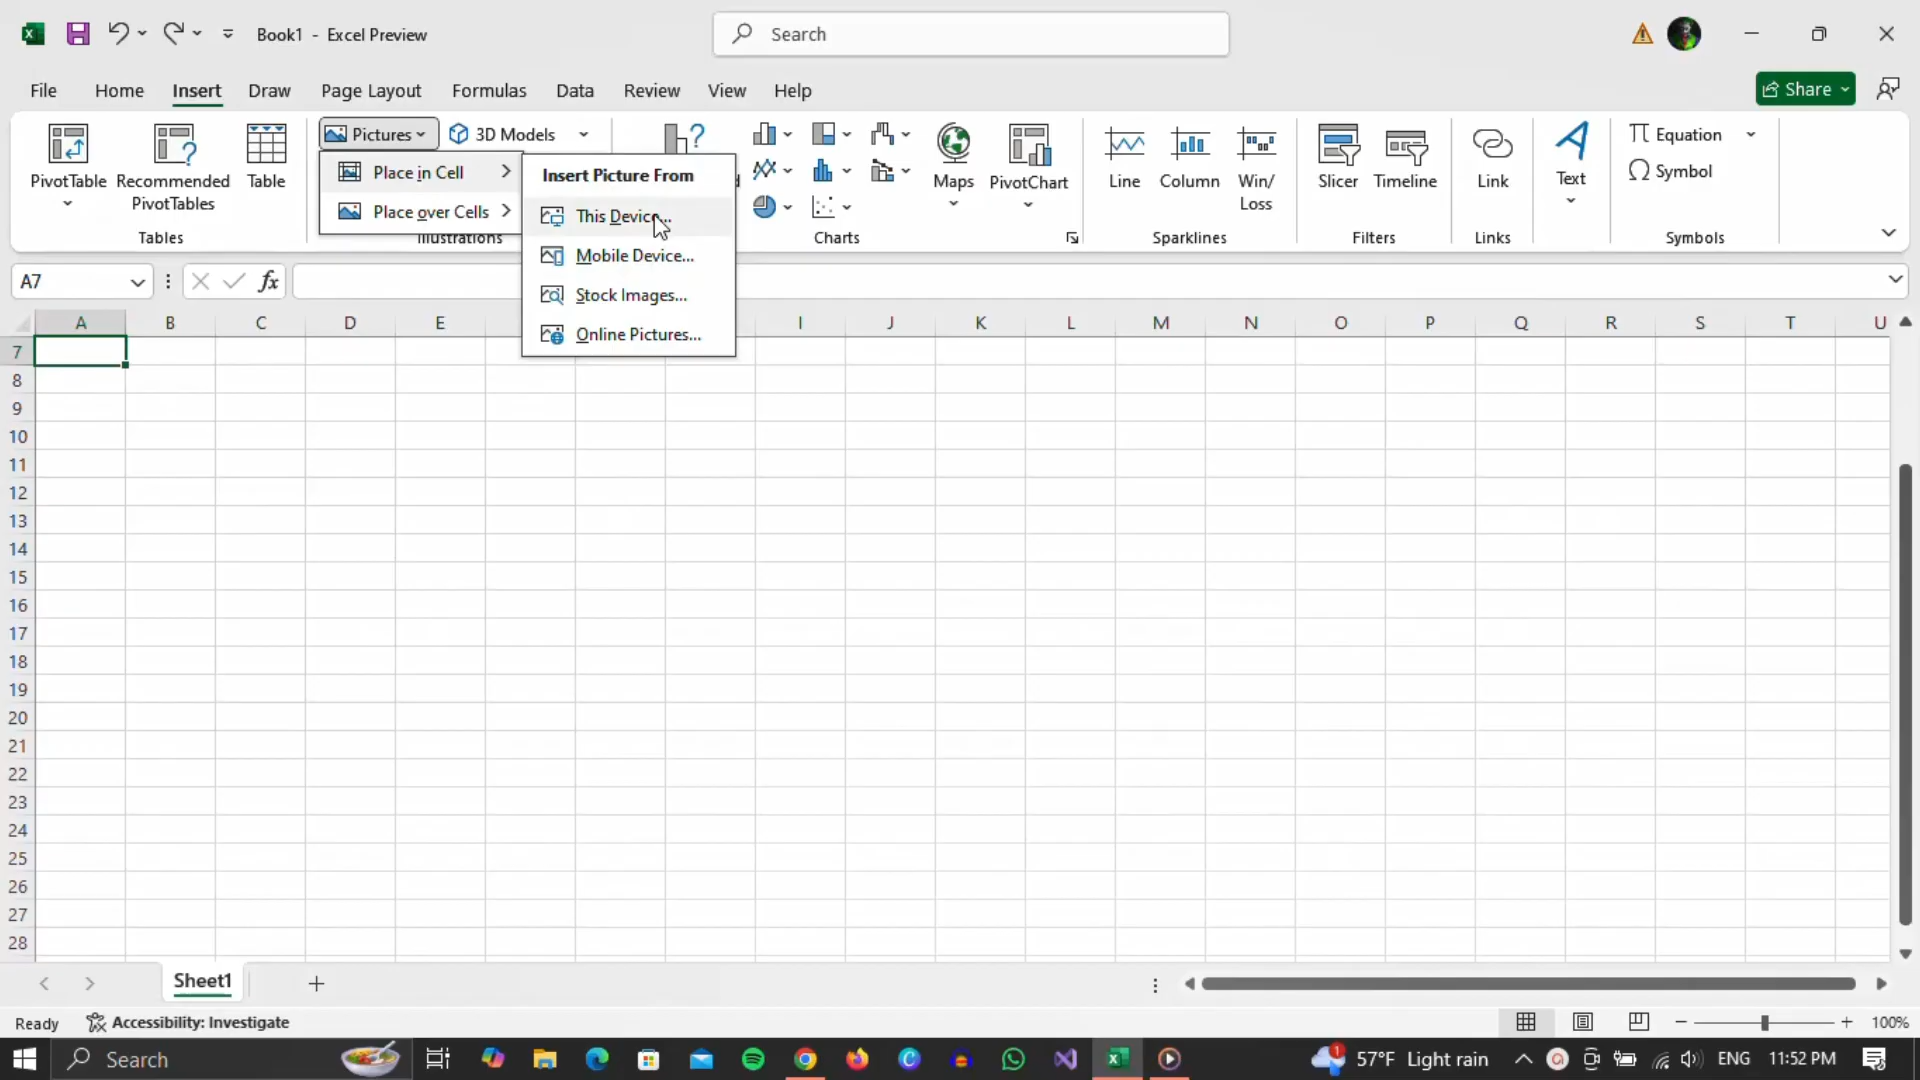 Book1 - Excel Preview
Search
File Home Insert Draw Page Layout Formulas Data Review View Help
Share
Pictures 3D Models
Equation
Place in Cell
Insert Picture From
Symbol
PivotTable Recommended PivotTables Table
Maps PivotChart Line Column Win/Loss Slicer Timeline Link Text
Place over Cells
This Device...
Tables Illustrations Charts Sparklines Filters Links Symbols
Mobile Device...
A7 fx
Stock Images...
Online Pictures...
A B C D E I J K L M N O P Q R S T U
7
8
9
10
11
12
13
14
15
16
17
18
19
20
21
22
23
24
25
26
27
28
Sheet1
Ready Accessibility: Investigate 100%
Search 1 57°F Light rain ENG 11:52 PM